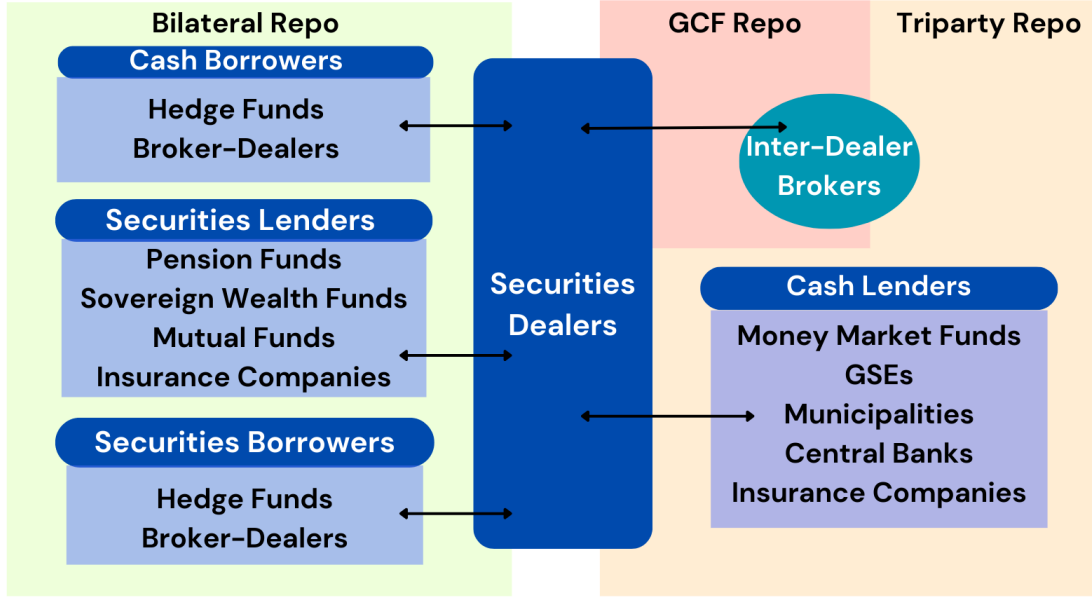 Bilateral Repo
Cash Borrowers
Hedge Funds
Broker-Dealers
Securities Lenders
Pension Funds
Sovereign Wealth Funds
Mutual Funds
Insurance Companies
Securities Borrowers
Hedge Funds
Broker-Dealers
Securities
Dealers
GCF Repo
Triparty Repo
Inter-Dealer
Brokers
Cash Lenders
Money Market Funds
GSEs
Municipalities
Central Banks
Insurance Companies